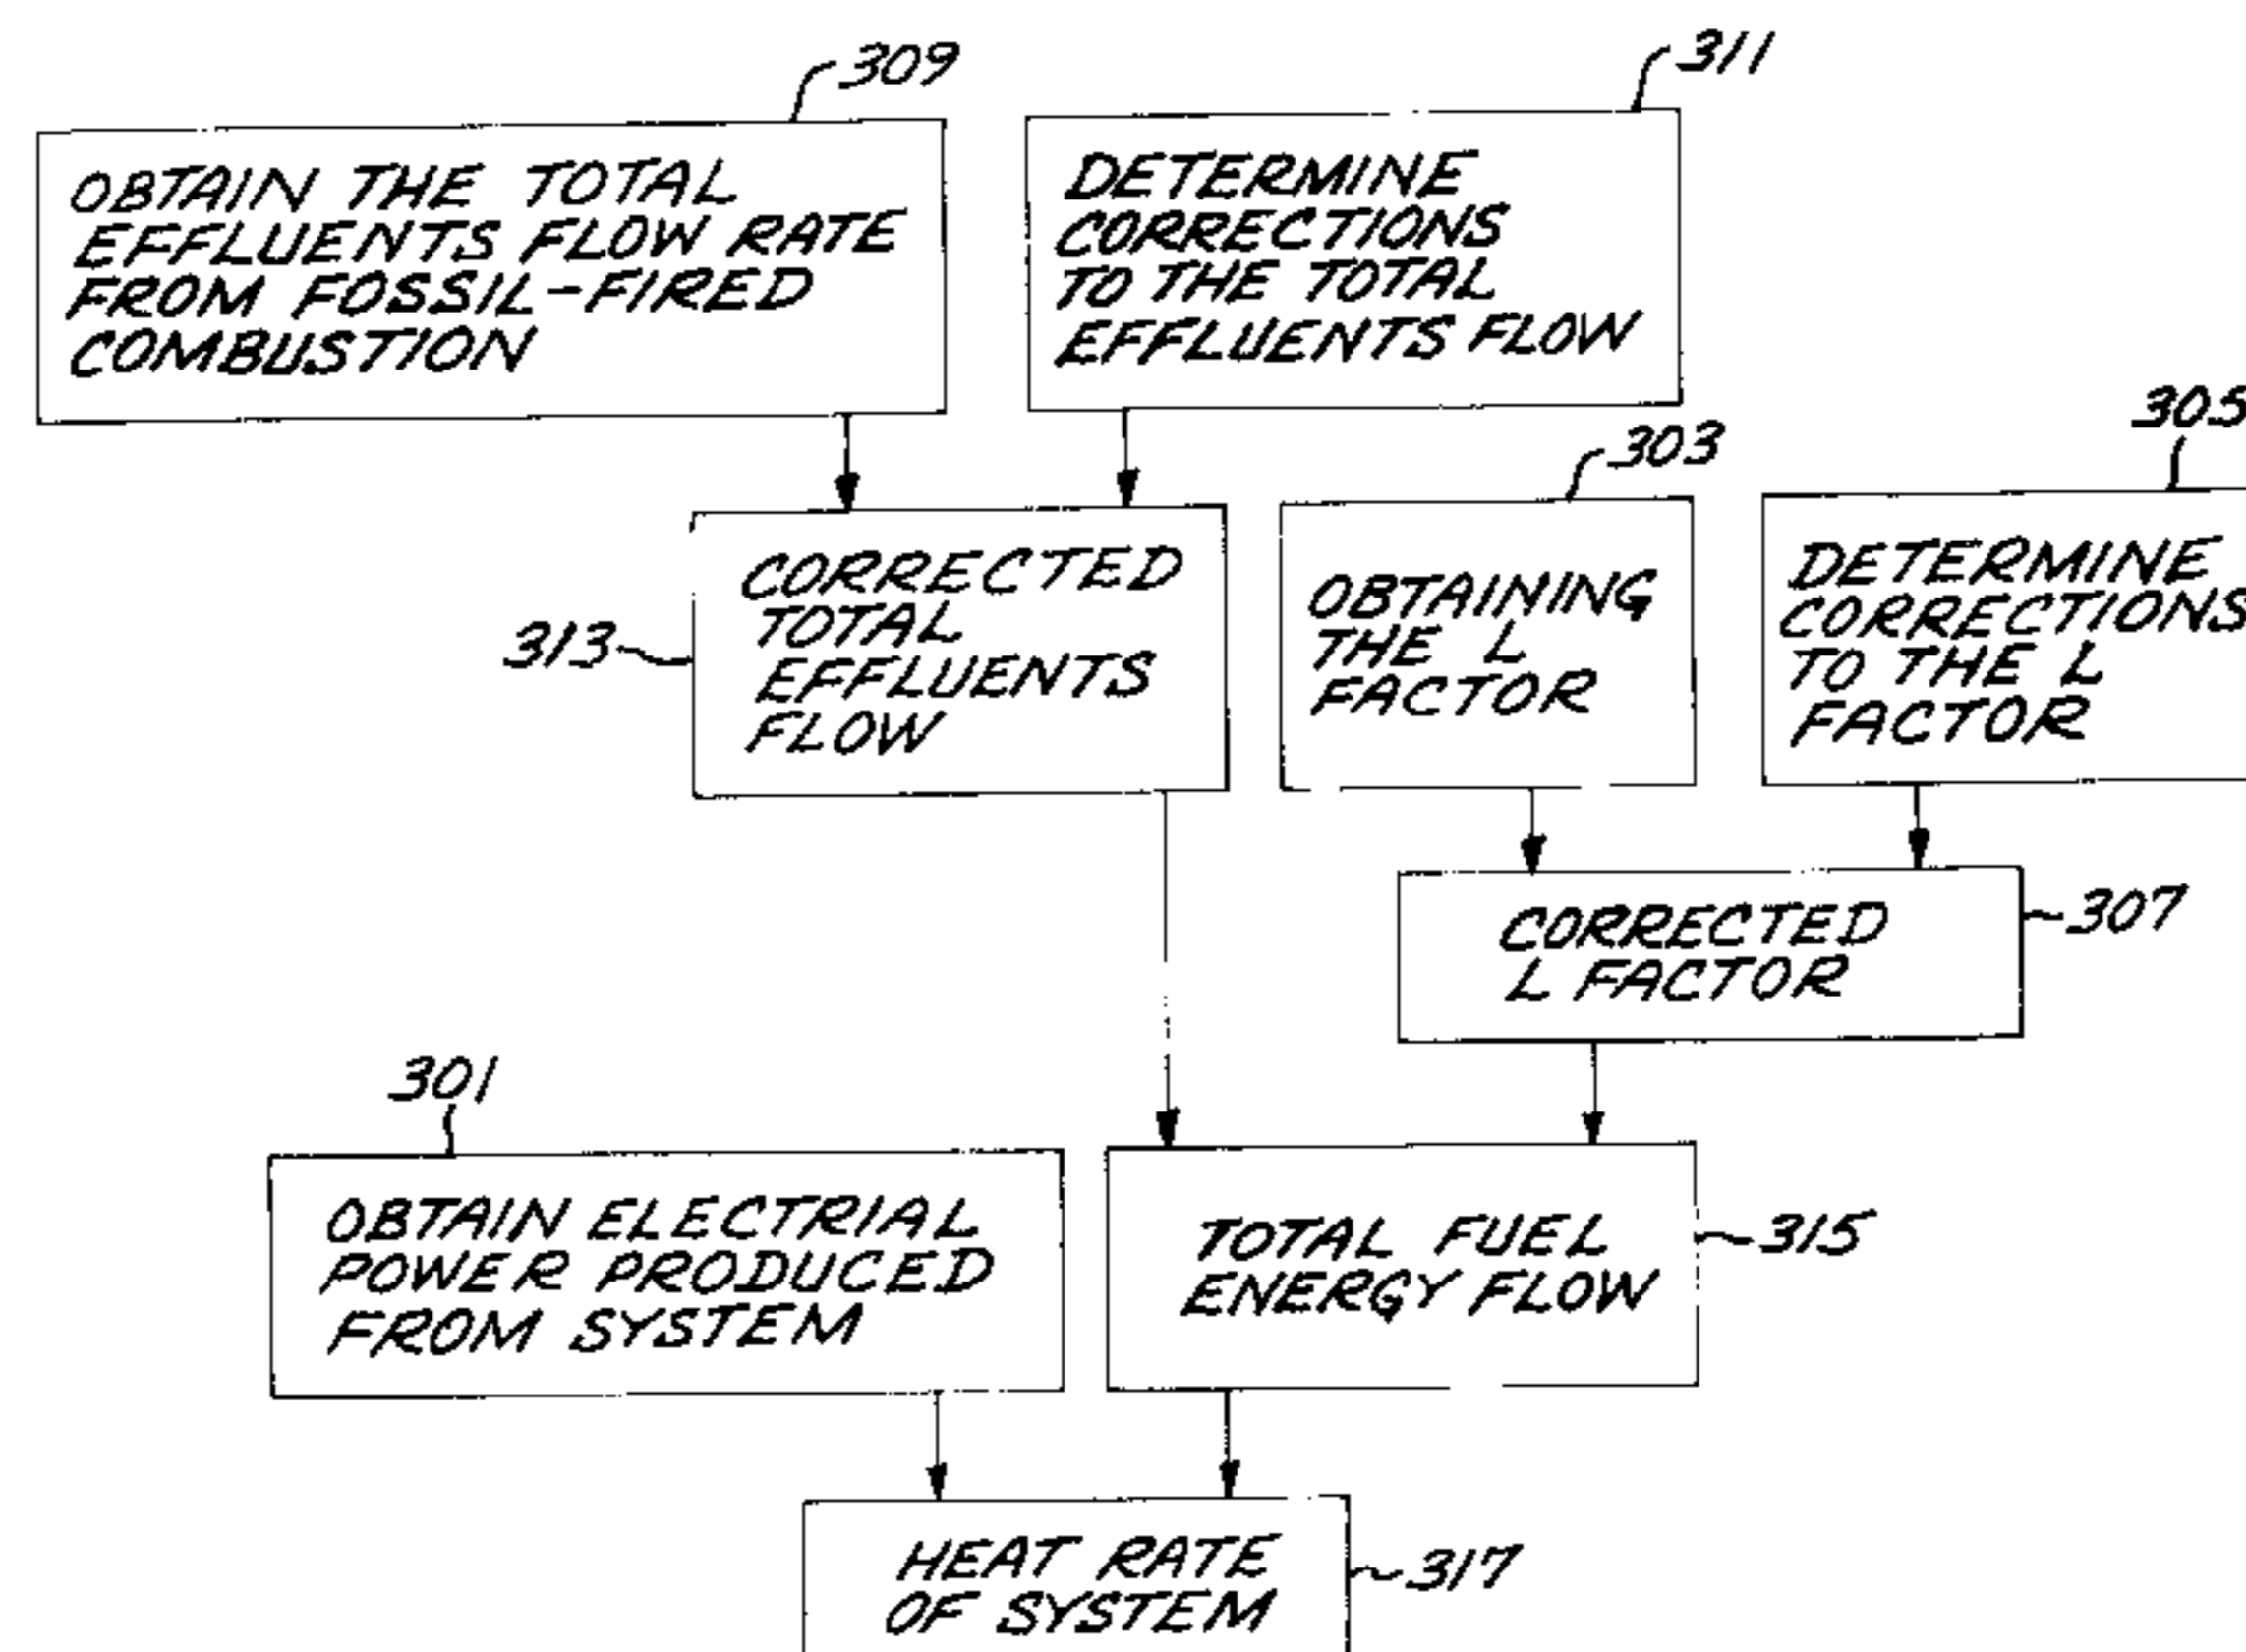 309
311
OBTAIN THE TOTAL
EFFLUENTS FLOW RATE
FROM FOSSIL-FIRED
COMBUSTION
DETERMINE
CORRECTIONS
TO THE TOTAL
EFFLUENTS FLOW
303
305
CORRECTED
TOTAL
EFFLUENTS
FLOW
313
OBTAINING
THE L
FACTOR
DETERMINE
CORRECTIONS
TO THE L
FACTOR
CORRECTED
L FACTOR
307
301
OBTAIN ELECTRIAL
POWER PRODUCED
FROM SYSTEM
TOTAL FUEL
ENERGY FLOW
315
HEAT RATE
OF SYSTEM
317